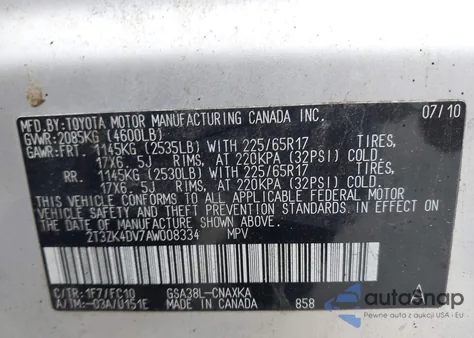 MFD.BY:TOYOTA MOTOR MANUFACTURING CANADA INC. 07/10
GVWR:2085KG (4600LB)
GAWR:FRT. 1145KG (2535LB) WITH 225/65R17 TIRES,
17X6.5J RIMS, AT 220KPA (32PSI) COLD.
RR. 1145KG (2530LB) WITH 225/65R17 TIRES,
17X6.5J RIMS, AT 220KPA (32PSI) COLD.
THIS VEHICLE CONFORMS TO ALL APPLICABLE FEDERAL MOTOR
VEHICLE SAFETY AND THEFT PREVENTION STANDARDS IN EFFECT ON
THE DATE OF MANUFACTURE SHOWN ABOVE.
2T3ZK4DV7AW008334 MPV
C/TR:1F7/FC10 GSA38L-CNAXKA
A/TM:-03A/U151E MADE IN CANADA 858
autoSnap
Pewne auta z USA i EU